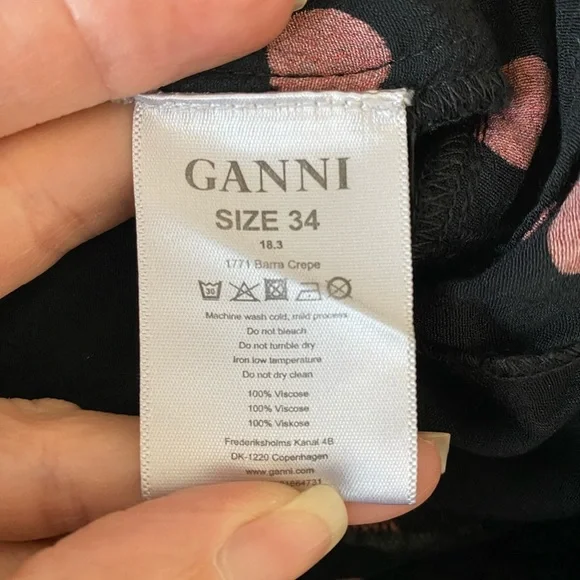 GANNI
SIZE 34
18.3
1771 Barra Crepe
30
Machine wash cold, mild process
Do not bleach
Do not tumble dry
Iron low temperature
Do not dry clean
100% Viscose
100% Viscose
100% Viskose
Frederiksholms Kanal 4B
DK-1220 Copenhagen
www.ganni.com